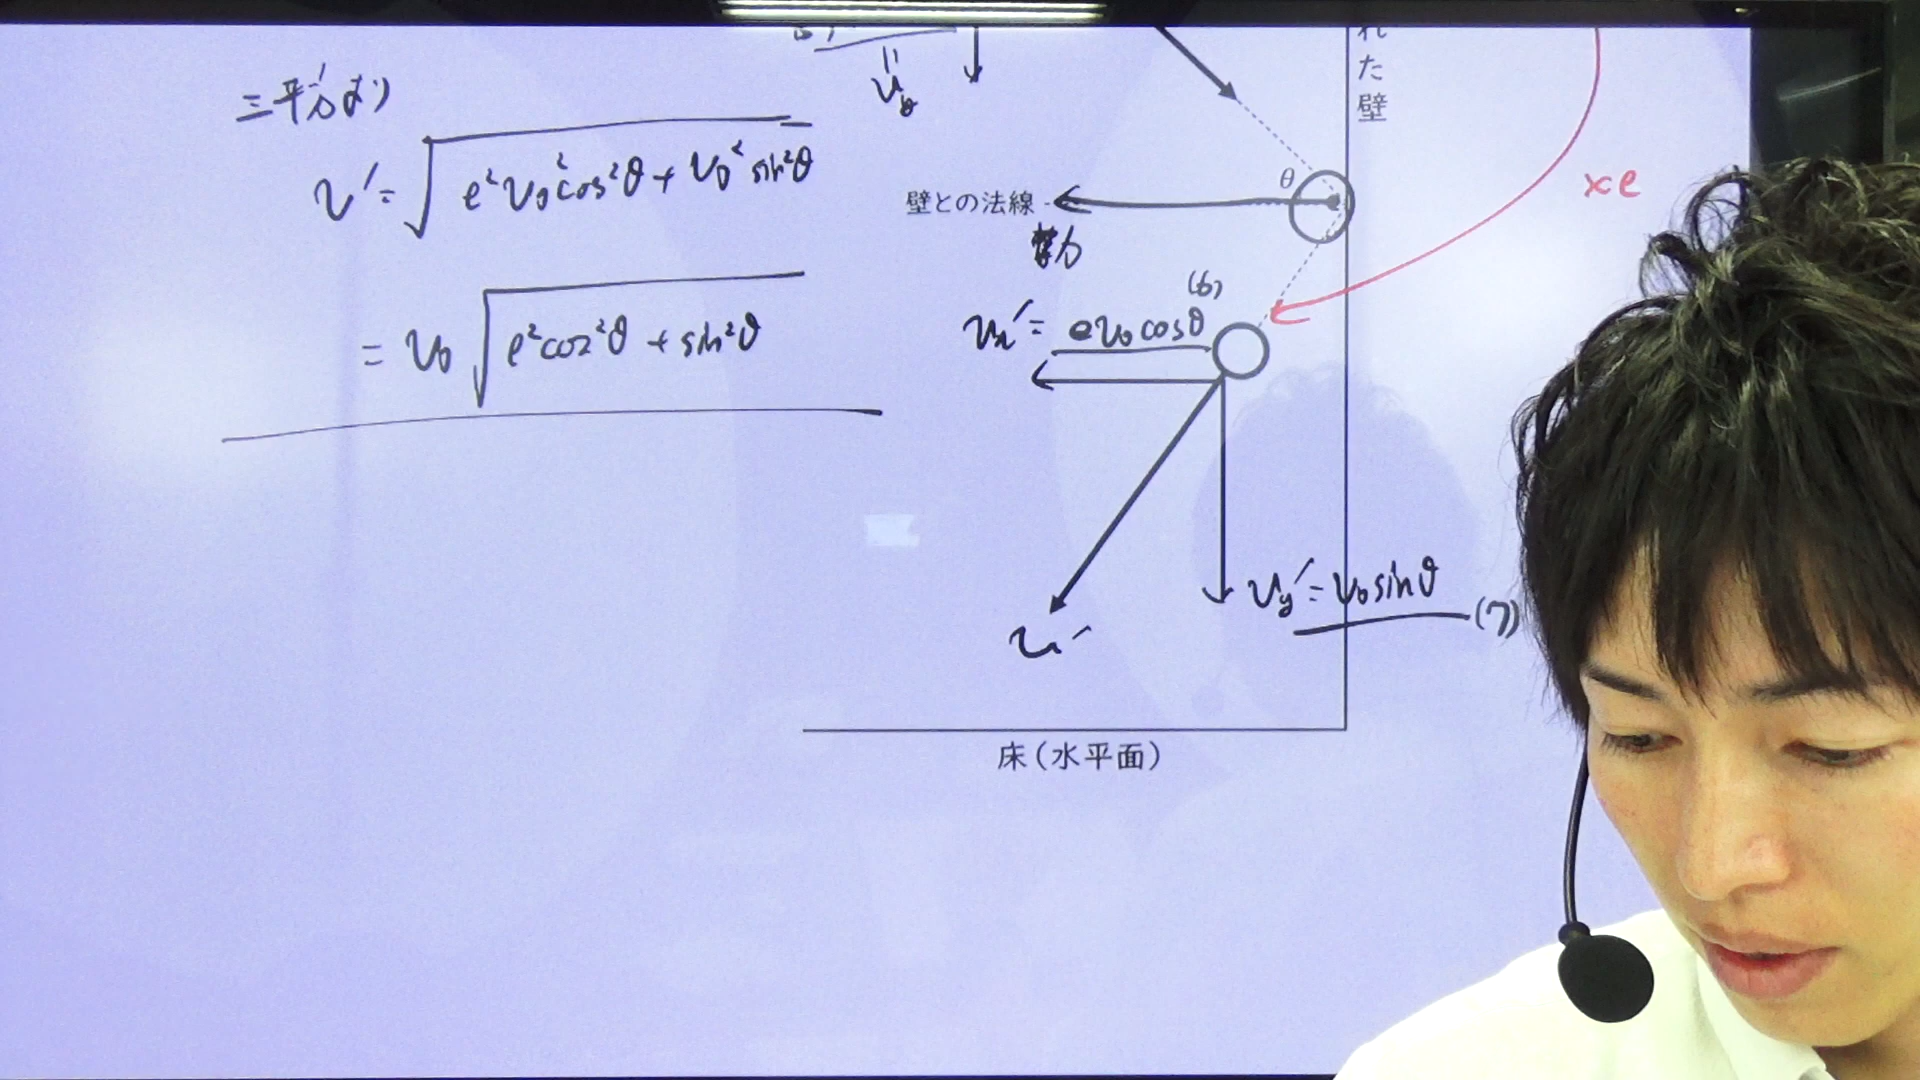 れた壁
三平方より
v'=√e²v₀²cos²θ+v₀²sin²θ
=v₀√e²cos²θ+sin²θ
θ
×e
壁との法線
撃力
(6)
vx'=ev₀cosθ
vy'=v₀sinθ (7)
v'
床(水平面)